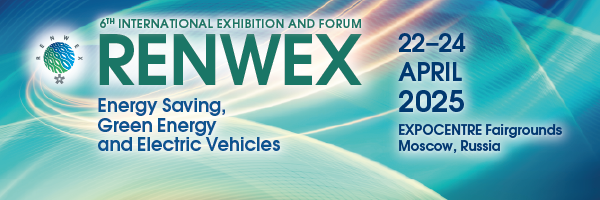 6TH INTERNATIONAL EXHIBITION AND FORUM
RENWEX
RENWEX
Energy Saving,
Green Energy
and Electric Vehicles
22–24
APRIL
2025
EXPOCENTRE Fairgrounds
Moscow, Russia